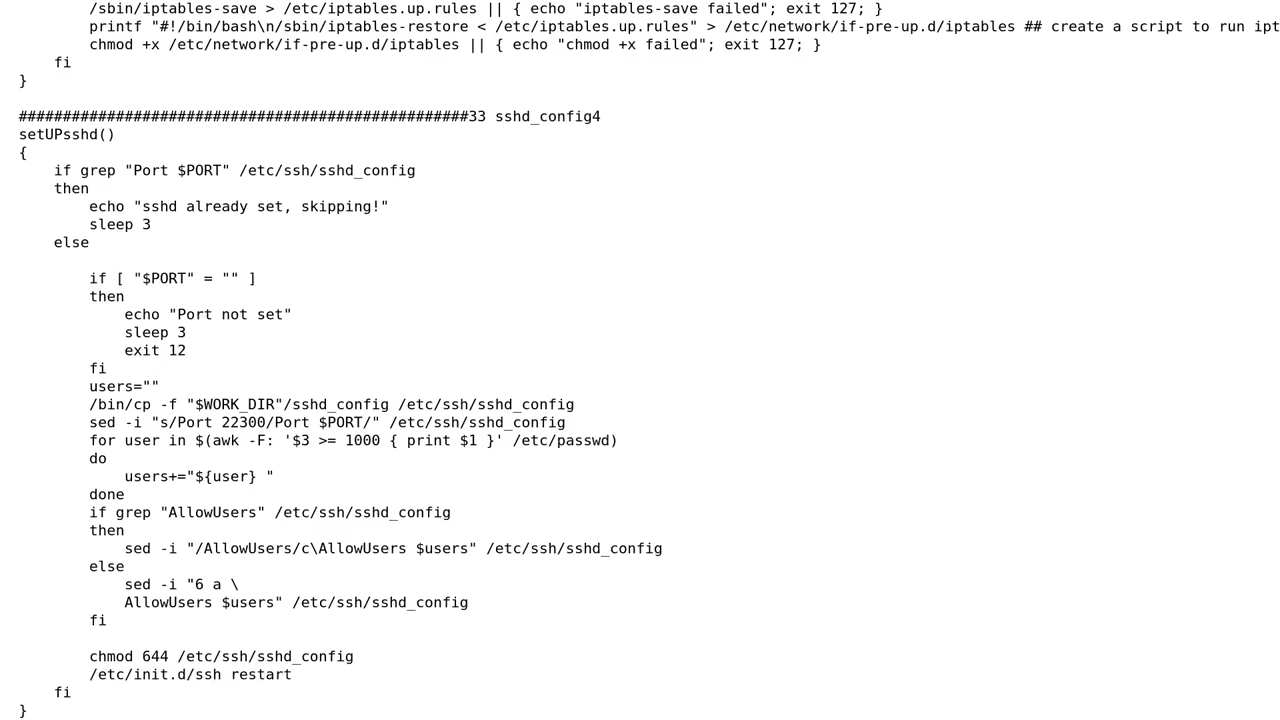 /sbin/iptables-save > /etc/iptables.up.rules || { echo "iptables-save failed"; exit 127; }
printf "#!/bin/bash\n/sbin/iptables-restore < /etc/iptables.up.rules" > /etc/network/if-pre-up.d/iptables ## create a script to run ipt
chmod +x /etc/network/if-pre-up.d/iptables || { echo "chmod +x failed"; exit 127; }
fi
}
###################################################33 sshd_config4
setUPsshd()
{
if grep "Port $PORT" /etc/ssh/sshd_config
then
echo "sshd already set, skipping!"
sleep 3
else
if [ "$PORT" = "" ]
then
echo "Port not set"
sleep 3
exit 12
fi
users=""
/bin/cp -f "$WORK_DIR"/sshd_config /etc/ssh/sshd_config
sed -i "s/Port 22300/Port $PORT/" /etc/ssh/sshd_config
for user in $(awk -F: '$3 >= 1000 { print $1 }' /etc/passwd)
do
users+="${user} "
done
if grep "AllowUsers" /etc/ssh/sshd_config
then
sed -i "/AllowUsers/c\AllowUsers $users" /etc/ssh/sshd_config
else
sed -i "6 a \
AllowUsers $users" /etc/ssh/sshd_config
fi
chmod 644 /etc/ssh/sshd_config
/etc/init.d/ssh restart
fi
}